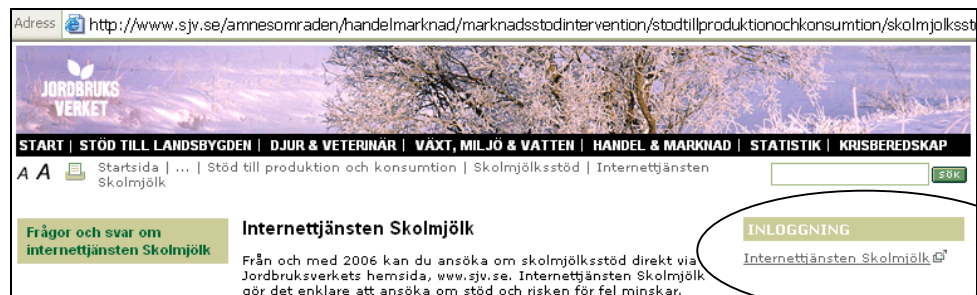 Adress http://www.sjv.se/amnesomraden/handelmarknad/marknadsstodintervention/stodtillproduktionochkonsumtion/skolmjolksst
JORDBRUKS
VERKET
START | STÖD TILL LANDSBYGDEN | DJUR & VETERINÄR | VÄXT, MILJÖ & VATTEN | HANDEL & MARKNAD | STATISTIK | KRISBEREDSKAP
A A Startsida | ... | Stöd till produktion och konsumtion | Skolmjölksstöd | Internettjänsten
Skolmjölk
SÖK
Frågor och svar om
internettjänsten Skolmjölk
Internettjänsten Skolmjölk
Från och med 2006 kan du ansöka om skolmjölksstöd direkt via
Jordbruksverkets hemsida, www.sjv.se. Internettjänsten Skolmjölk
gör det enklare att ansöka om stöd och risken för fel minskar.
INLOGGNING
Internettjänsten Skolmjölk